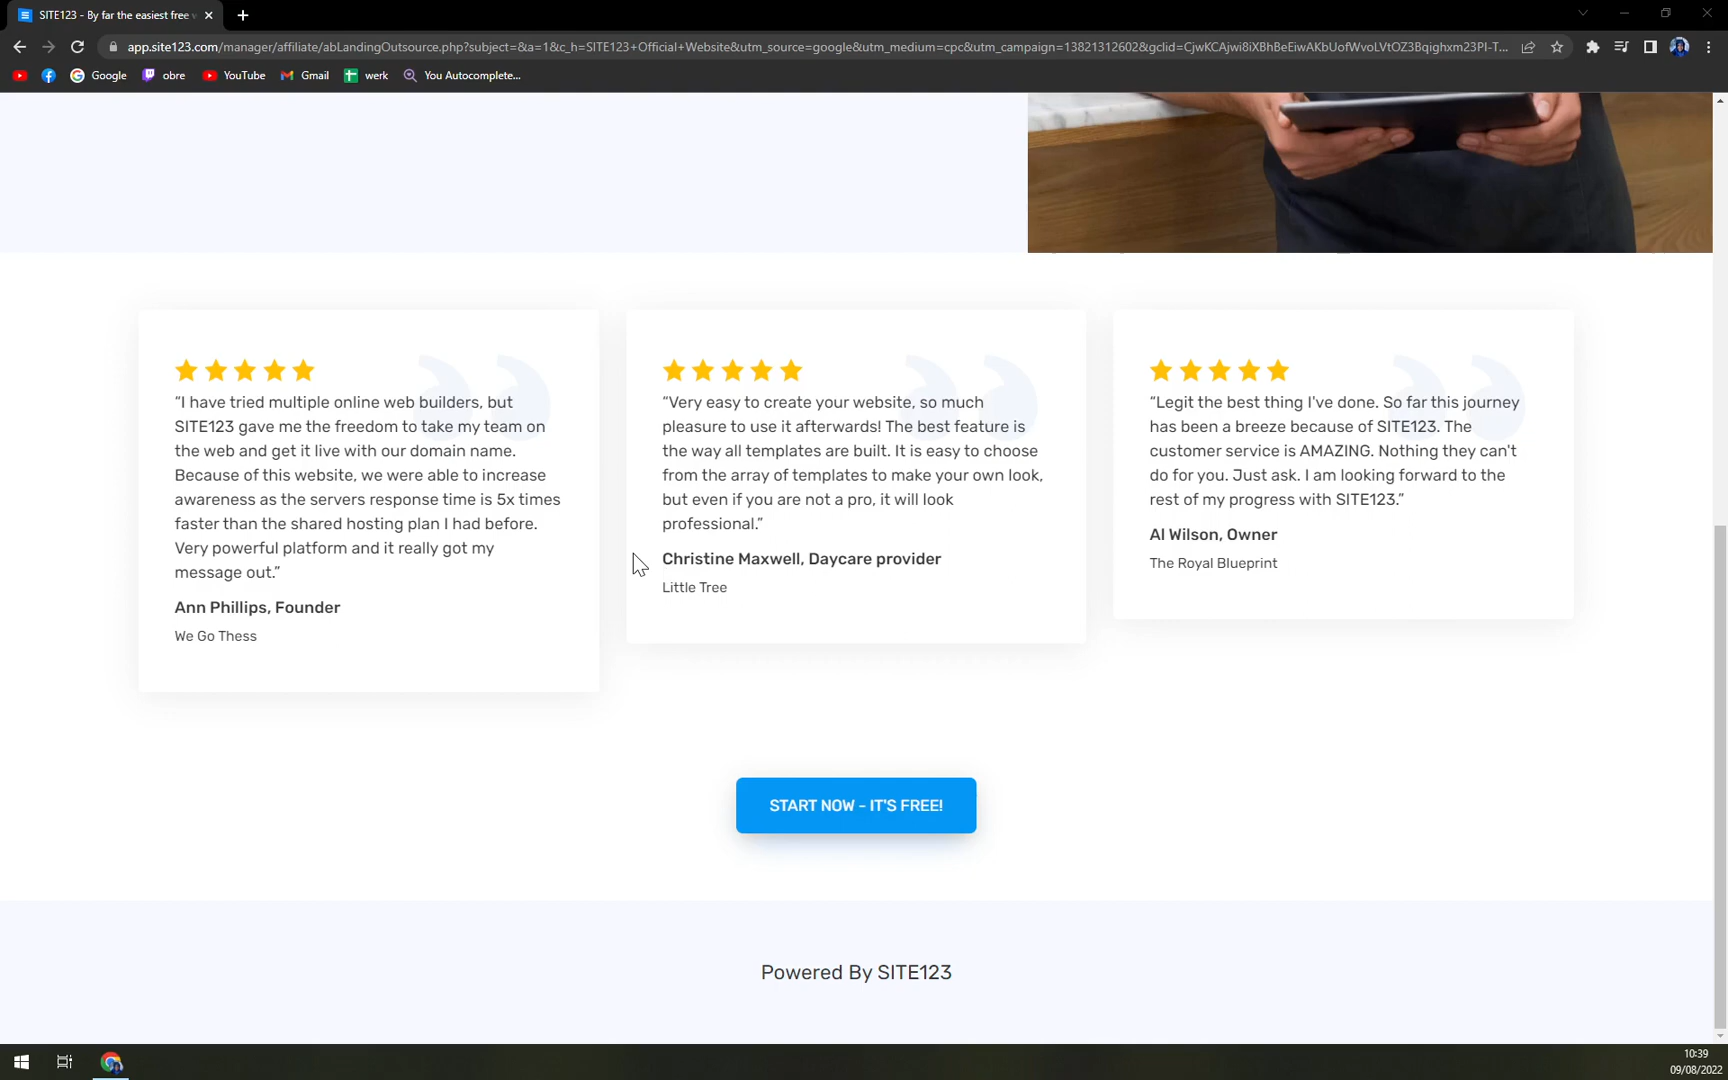 SITE123 - By far the easiest free w
app.site123.com/manager/affiliate/abLandingOutsource.php?subject=&a=1&c_h=SITE123+Official+Website&utm_source=google&utm_medium=cpc&utm_campaign=13821312602&gclid=
Google obre YouTube Gmail werk You Autocomplete...
“I have tried multiple online web builders, but
SITE123 gave me the freedom to take my team on
the web and get it live with our domain name.
Because of this website, we were able to increase
awareness as the servers response time is 5x times
faster than the shared hosting plan I had before.
Very powerful platform and it really got my
message out.”
Ann Phillips, Founder
We Go Thess
“Very easy to create your website, so much
pleasure to use it afterwards! The best feature is
the way all templates are built. It is easy to choose
from the array of templates to make your own look,
but even if you are not a pro, it will look
professional.”
Christine Maxwell, Daycare provider
Little Tree
“Legit the best thing I've done. So far this journey
has been a breeze because of SITE123. The
customer service is AMAZING. Nothing they can't
do for you. Just ask. I am looking forward to the
rest of my progress with SITE123.”
Al Wilson, Owner
The Royal Blueprint
START NOW - IT'S FREE!
Powered By SITE123
10:39
09/08/2022